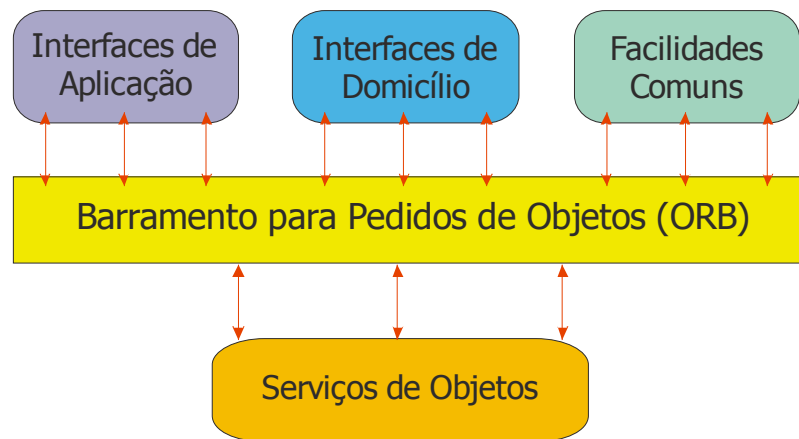 Interfaces de
Aplicação
Interfaces de
Domicílio
Facilidades
Comuns
Barramento para Pedidos de Objetos (ORB)
Serviços de Objetos